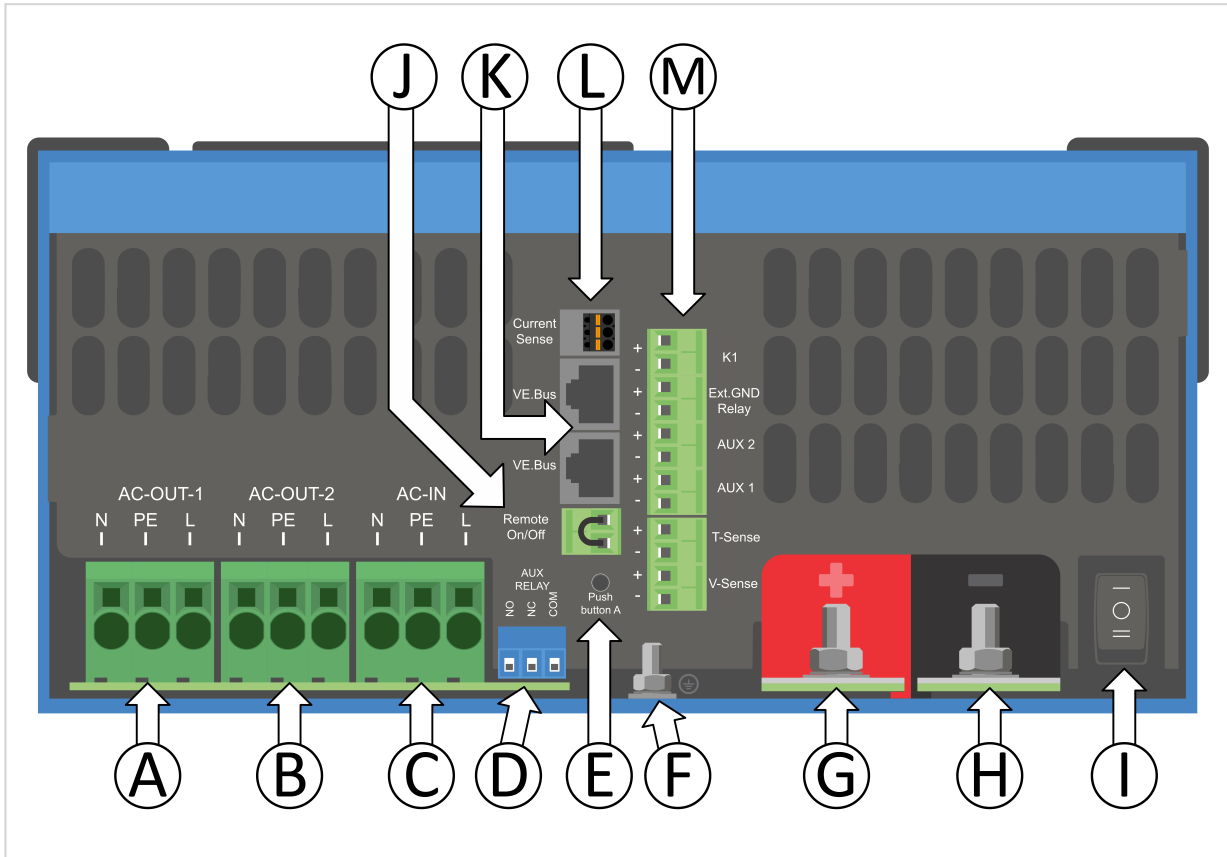 J K L M
Current
Sense
+
-
K1
VE.Bus
+
-
Ext.GND
Relay
+
-
AUX 2
VE.Bus
+
-
AUX 1
AC-OUT-1 AC-OUT-2 AC-IN
N PE L N PE L N PE L
Remote
On/Off
+
-
T-Sense
+
-
V-Sense
AUX
RELAY
NO NC COM
Push
button A
+ -
I
O
II
A B C D E F G H I